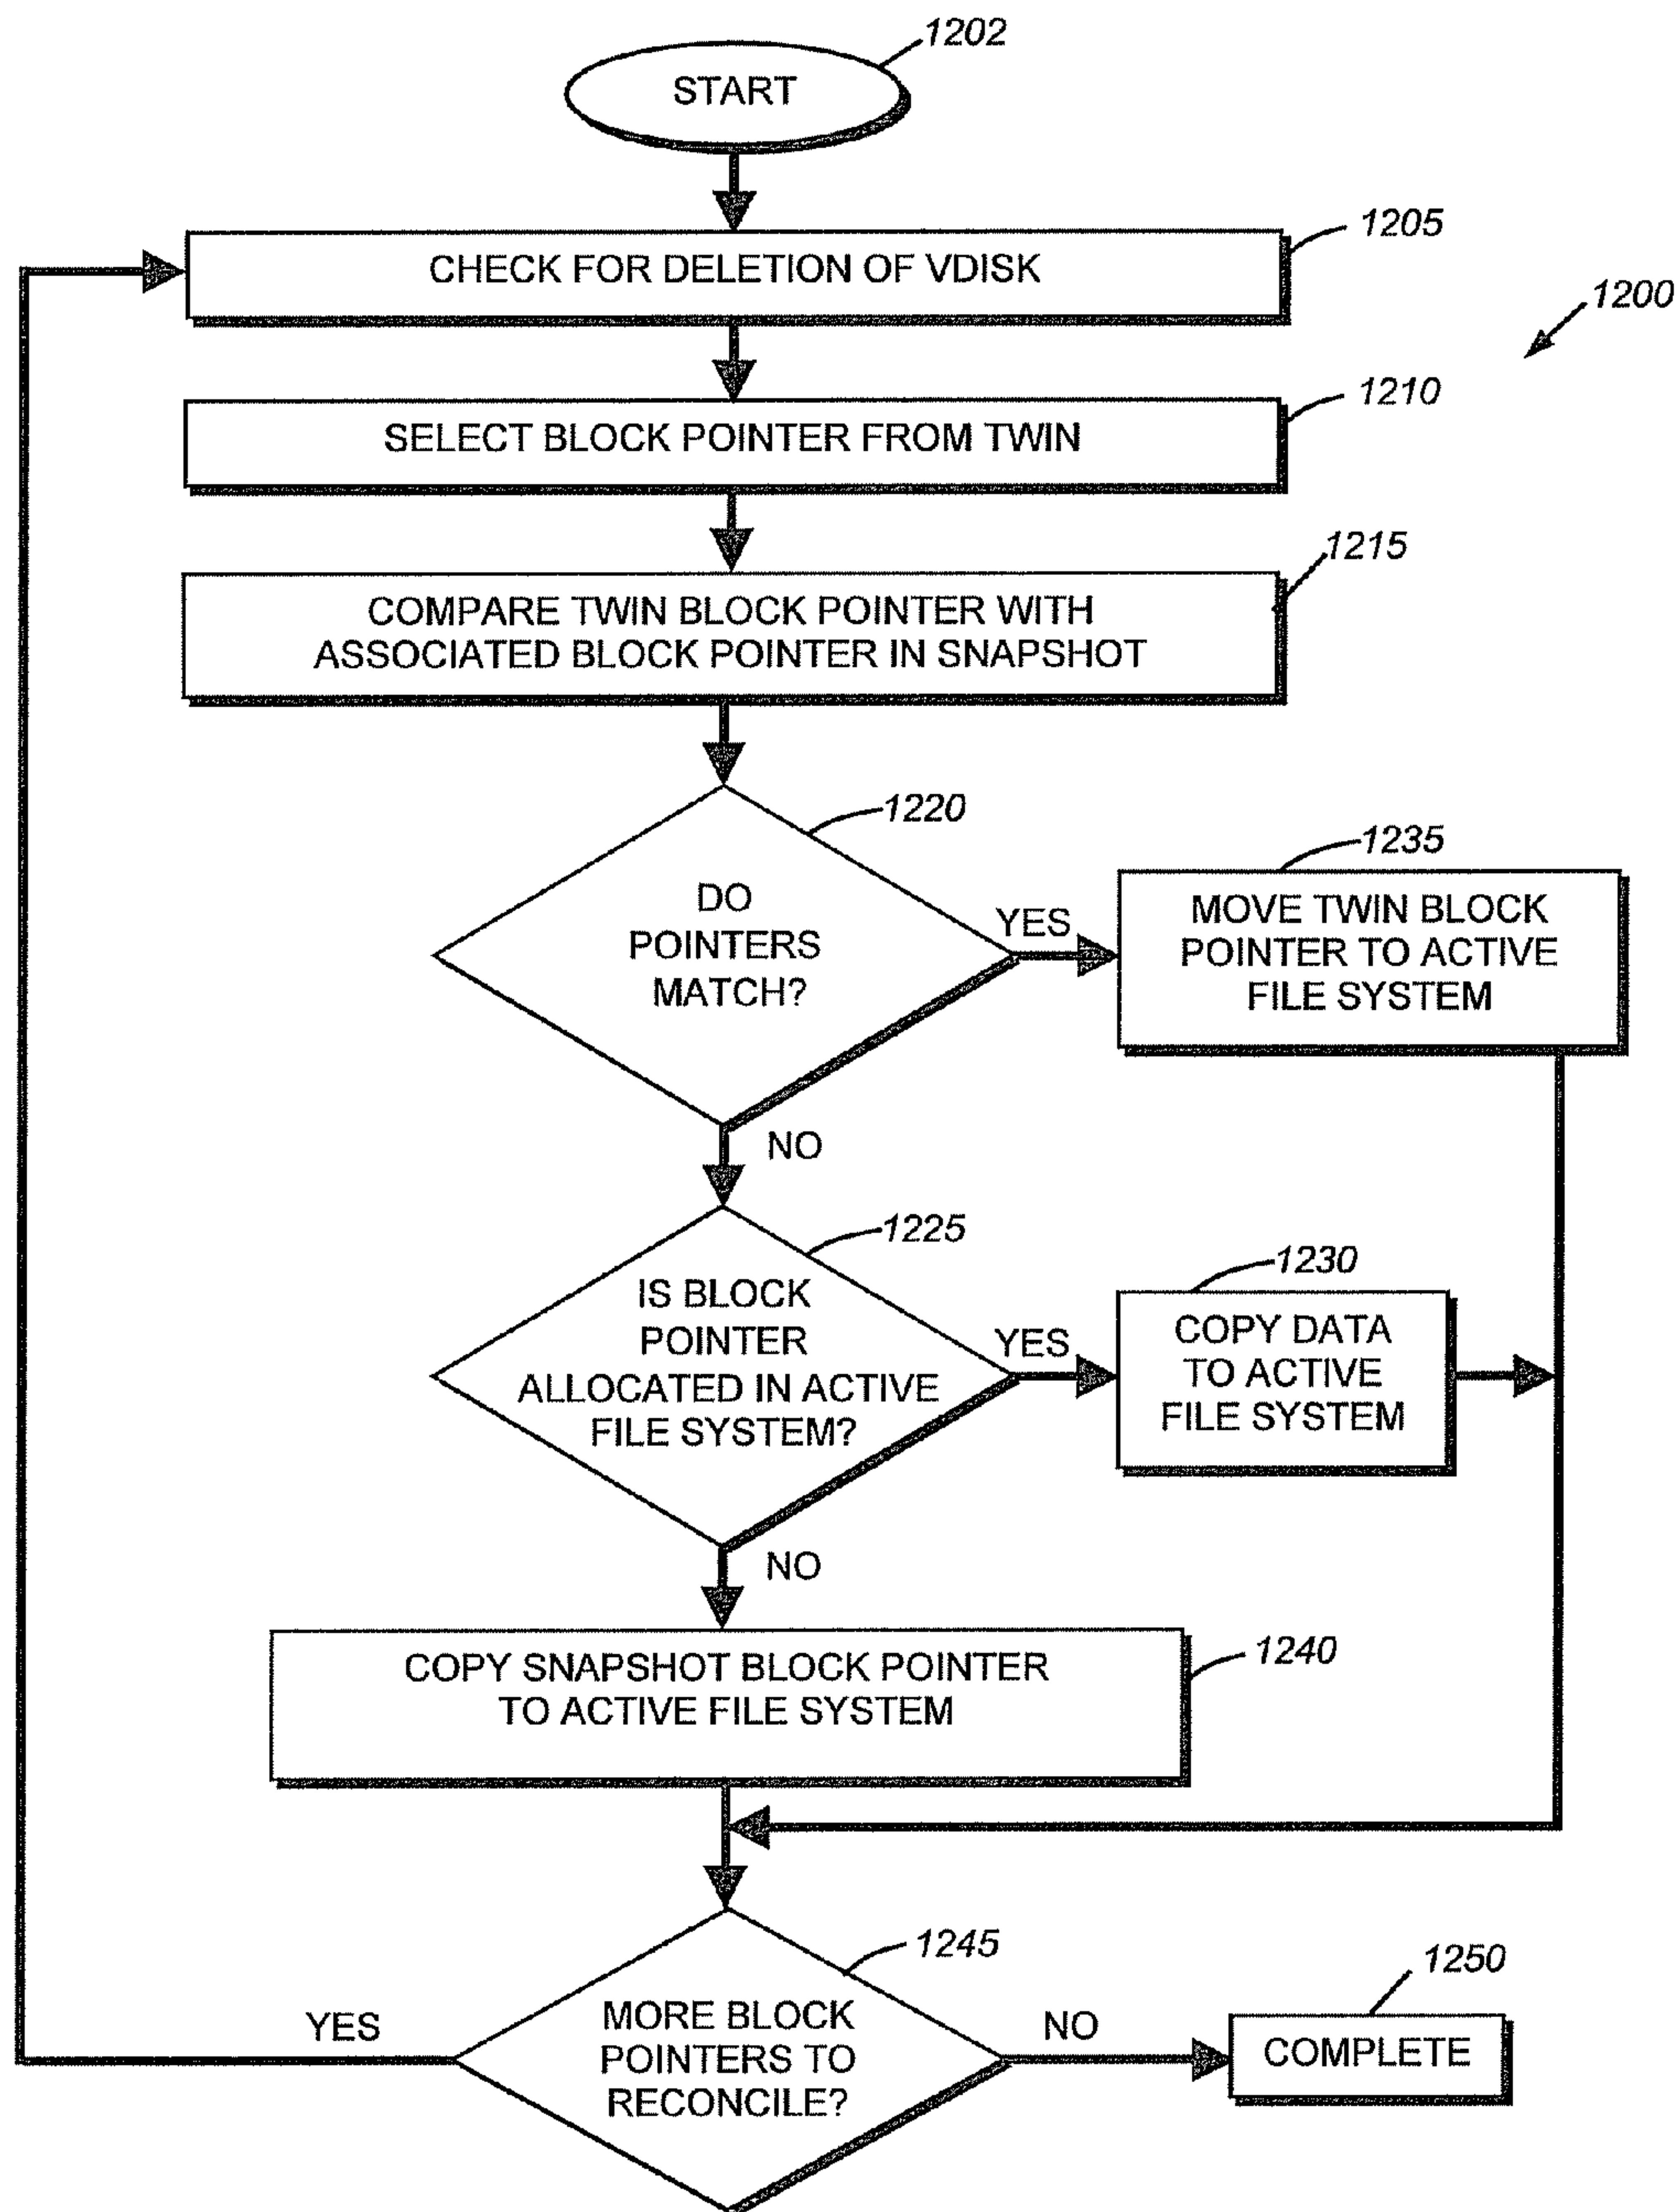 1202
START
1205
CHECK FOR DELETION OF VDISK
1200
1210
SELECT BLOCK POINTER FROM TWIN
1215
COMPARE TWIN BLOCK POINTER WITH
ASSOCIATED BLOCK POINTER IN SNAPSHOT
1220
DO
POINTERS
MATCH?
YES
1235
MOVE TWIN BLOCK
POINTER TO ACTIVE
FILE SYSTEM
NO
1225
IS BLOCK
POINTER
ALLOCATED IN ACTIVE
FILE SYSTEM?
YES
1230
COPY DATA
TO ACTIVE
FILE SYSTEM
NO
COPY SNAPSHOT BLOCK POINTER
TO ACTIVE FILE SYSTEM
1240
1245
MORE BLOCK
POINTERS TO
RECONCILE?
YES
NO
1250
COMPLETE